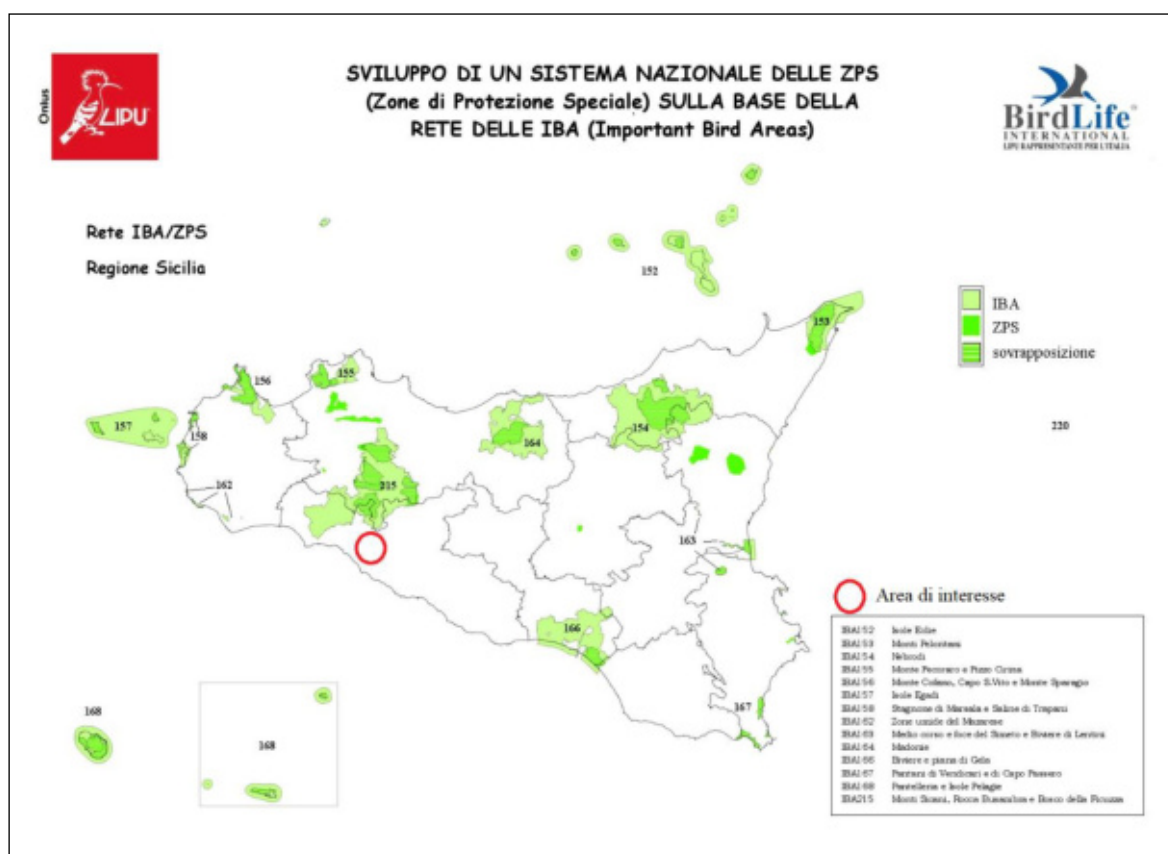 Onlus
LIPU
SVILUPPO DI UN SISTEMA NAZIONALE DELLE ZPS
(Zone di Protezione Speciale) SULLA BASE DELLA
RETE DELLE IBA (Important Bird Areas)
BirdLife
INTERNATIONAL
LIPU RAPPRESENTANTE PER L'ITALIA
Rete IBA/ZPS
Regione Sicilia
152
IBA
ZPS
sovrapposizione
153
155
156
157
158
154
164
220
215
162
163
166
167
168
168
Area di interesse
IBA152 Isole Eolie
IBA153 Monti Peloritani
IBA154 Nebrodi
IBA155 Monte Pecoraro e Pizzo Cirina
IBA156 Monte Cofano, Capo S.Vito e Monte Sparagio
IBA157 Isole Egadi
IBA158 Stagnone di Marsala e Saline di Trapani
IBA162 Zone umide del Mazarese
IBA163 Medio corso e foce del Simeto e Biviere di Lentini
IBA164 Madonie
IBA166 Biviere e piana di Gela
IBA167 Pantani di Vendicari e di Capo Passero
IBA168 Pantelleria e Isole Pelagie
IBA215 Monti Sicani, Rocca Busambra e Bosco della Ficuzza